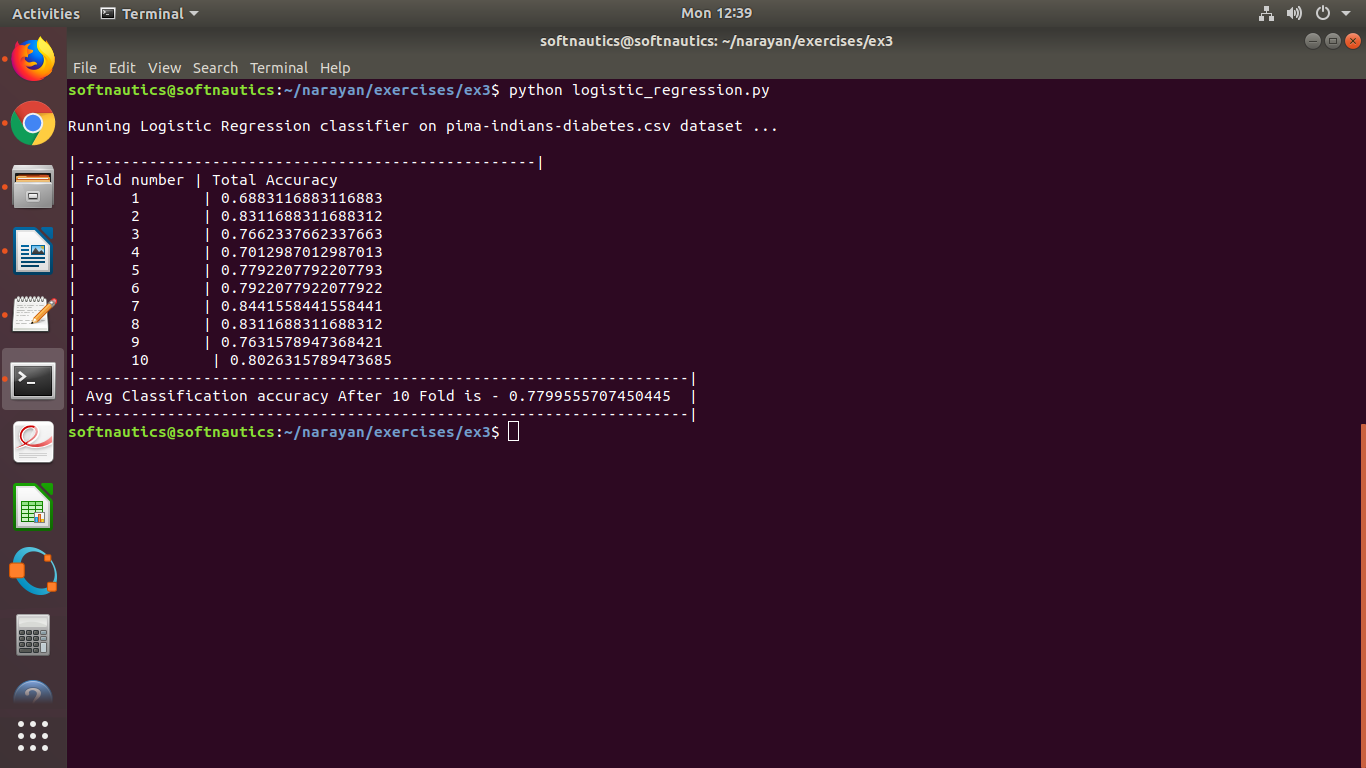 Activities Terminal Mon 12:39
softnautics@softnautics: ~/narayan/exercises/ex3
File Edit View Search Terminal Help
softnautics@softnautics:~/narayan/exercises/ex3$ python logistic_regression.py
Running Logistic Regression classifier on pima-indians-diabetes.csv dataset ...
|---------------------------------------------------|
| Fold number | Total Accuracy
|      1       | 0.6883116883116883
|      2       | 0.8311688311688312
|      3       | 0.7662337662337663
|      4       | 0.7012987012987013
|      5       | 0.7792207792207793
|      6       | 0.7922077922077922
|      7       | 0.8441558441558441
|      8       | 0.8311688311688312
|      9       | 0.7631578947368421
|      10       | 0.8026315789473685
|--------------------------------------------------------------------|
| Avg Classification accuracy After 10 Fold is - 0.7799555707450445  |
|--------------------------------------------------------------------|
softnautics@softnautics:~/narayan/exercises/ex3$